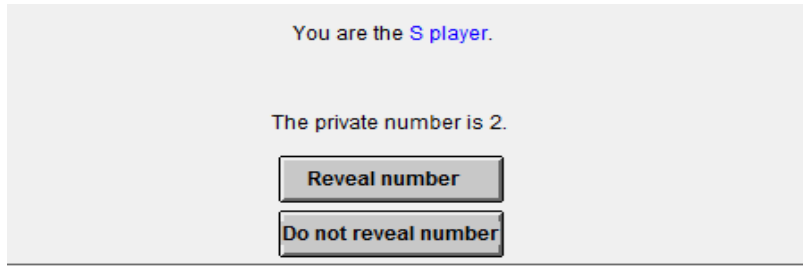 You are the S player.
The private number is 2.
Reveal number
Do not reveal number